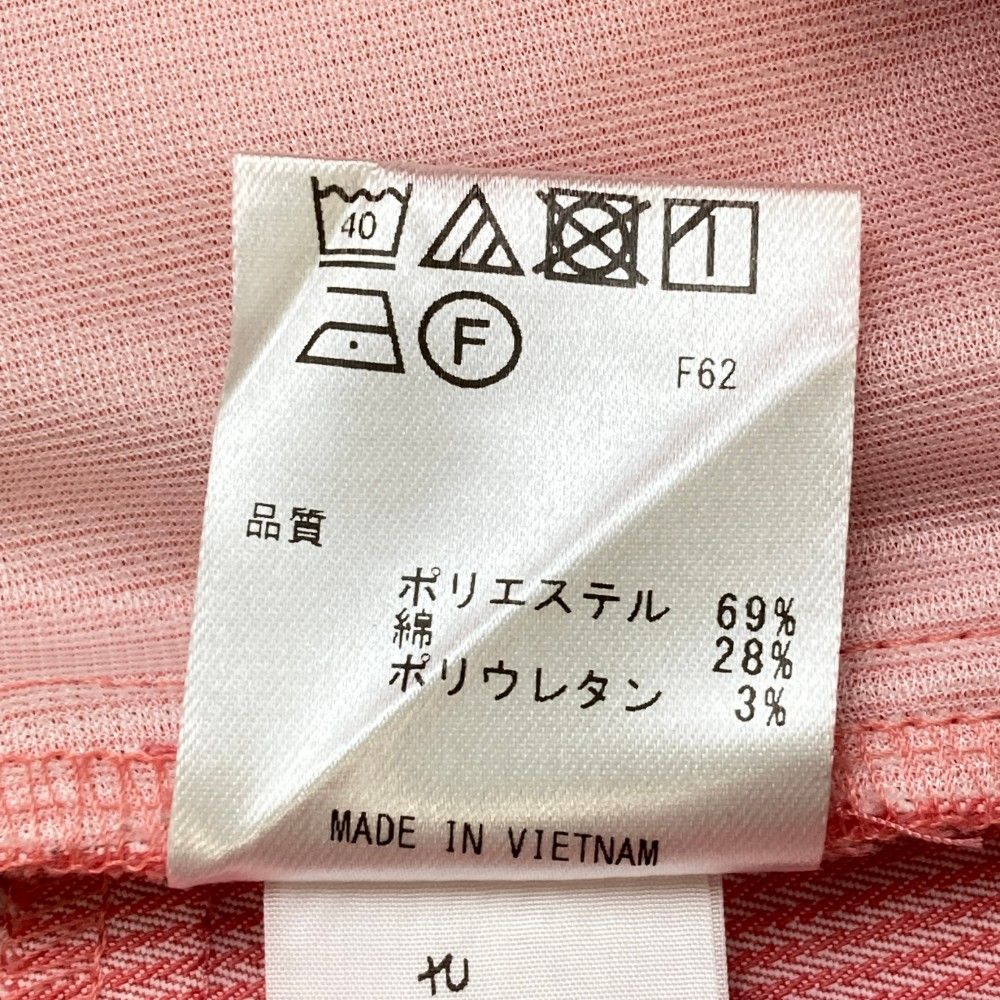 40
F
F62
品質
ポリエステル 69%
綿 28%
ポリウレタン 3%
MADE IN VIETNAM